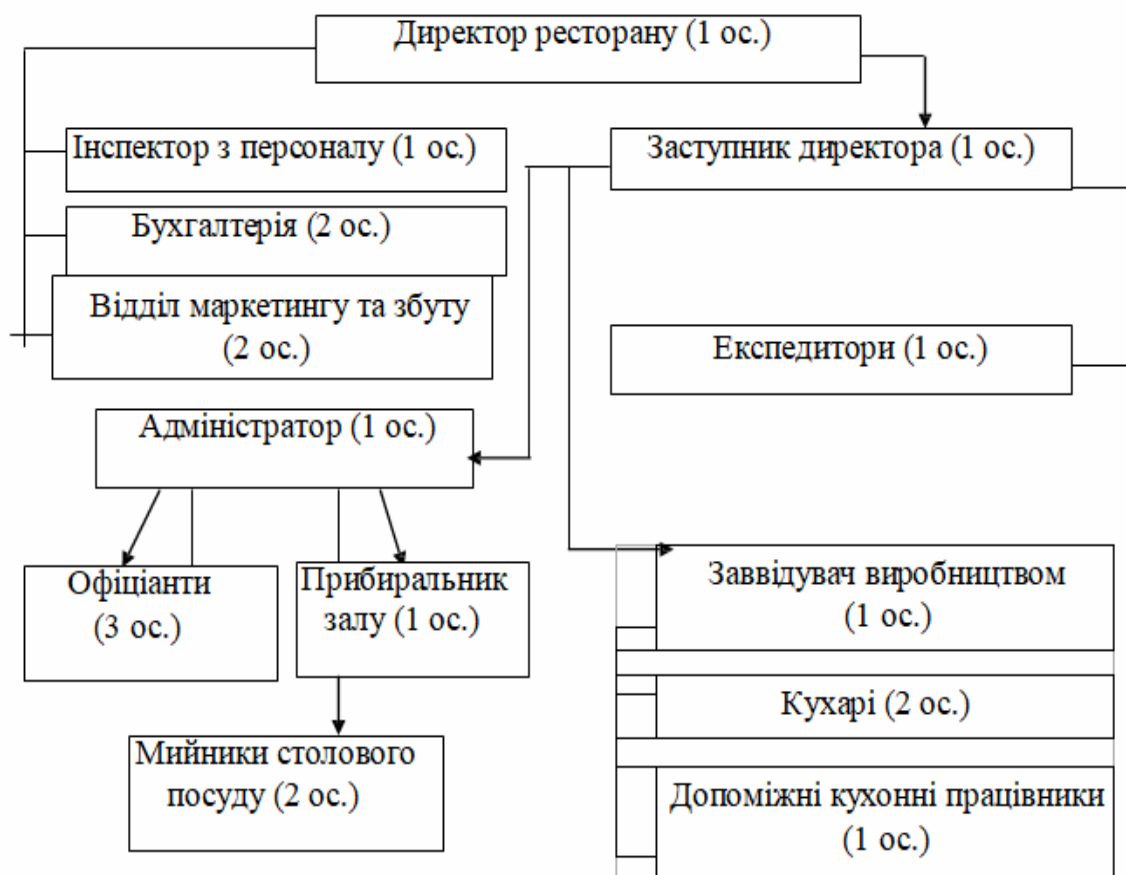 Директор ресторану (1 ос.)
Інспектор з персоналу (1 ос.)
Заступник директора (1 ос.)
Бухгалтерія (2 ос.)
Відділ маркетингу та збуту
(2 ос.)
Експедитори (1 ос.)
Адміністратор (1 ос.)
Офіціанти
(3 ос.)
Прибиральник
залу (1 ос.)
Заввідувач виробництвом
(1 ос.)
Кухарі (2 ос.)
Мийники столового
посуду (2 ос.)
Допоміжні кухонні працівники
(1 ос.)